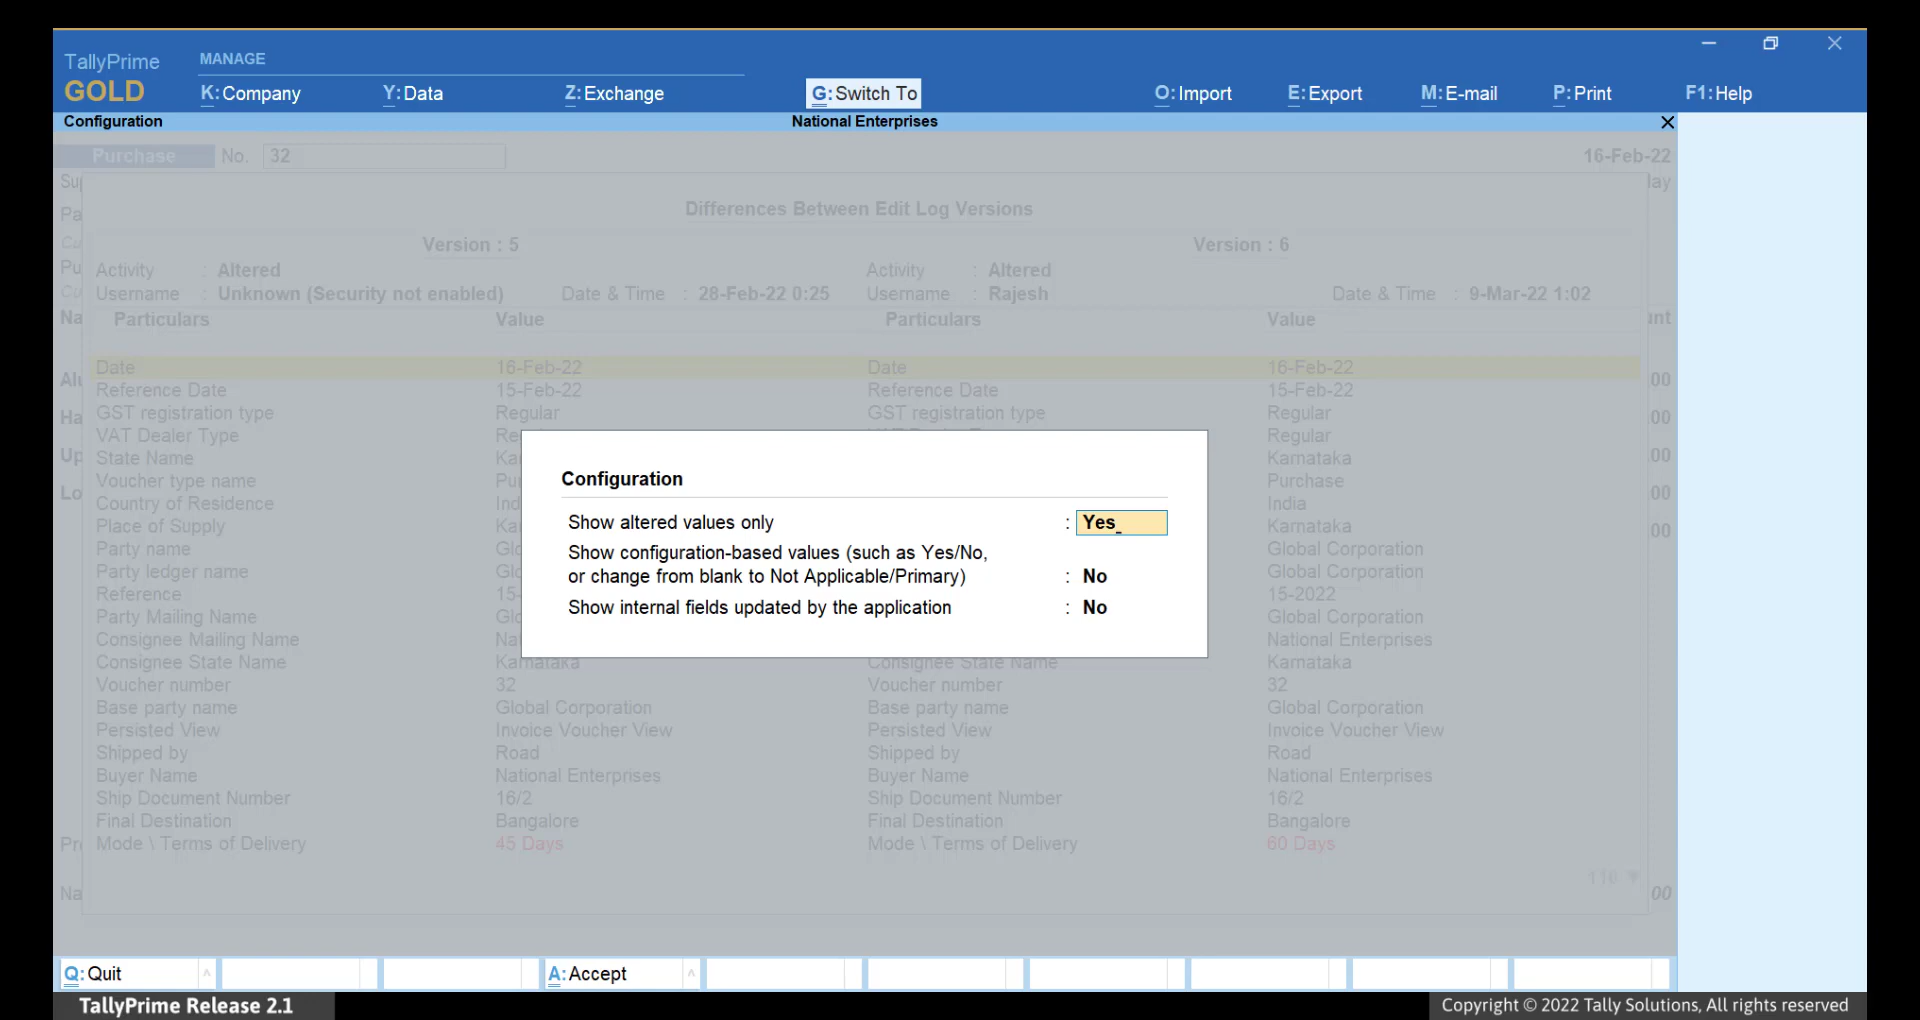 TallyPrime
GOLD
MANAGE
K: Company
Y: Data
Z: Exchange
G: Switch To
O: Import
E: Export
M: E-mail
P: Print
F1: Help
Configuration National Enterprises
Purchase No. 32 16-Feb-22
Differences Between Edit Log Versions
Version : 5 Version : 6
Activity : Altered Activity : Altered
Username : Unknown (Security not enabled) Date & Time : 28-Feb-22 0:25 Username : Rajesh Date & Time : 9-Mar-22 1:02
Particulars Value Particulars Value
Date 16-Feb-22 Date 16-Feb-22
Reference Date 15-Feb-22 Reference Date 15-Feb-22
GST registration type Regular GST registration type Regular
VAT Dealer Type Regular
State Name Karnataka
Voucher type name Purchase
Country of Residence India
Place of Supply Karnataka
Party name Global Corporation
Party ledger name Global Corporation
Reference 15-2022
Party Mailing Name Global Corporation
Consignee Mailing Name National Enterprises
Consignee State Name Karnataka Consignee State Name Karnataka
Voucher number 32 Voucher number 32
Base party name Global Corporation Base party name Global Corporation
Persisted View Invoice Voucher View Persisted View Invoice Voucher View
Shipped by Road Shipped by Road
Buyer Name National Enterprises Buyer Name National Enterprises
Ship Document Number 16/2 Ship Document Number 16/2
Final Destination Bangalore Final Destination Bangalore
Mode \ Terms of Delivery 45 Days Mode \ Terms of Delivery 60 Days
Configuration
Show altered values only : Yes
Show configuration-based values (such as Yes/No,
or change from blank to Not Applicable/Primary) : No
Show internal fields updated by the application : No
Q: Quit
A: Accept
TallyPrime Release 2.1
Copyright © 2022 Tally Solutions, All rights reserved